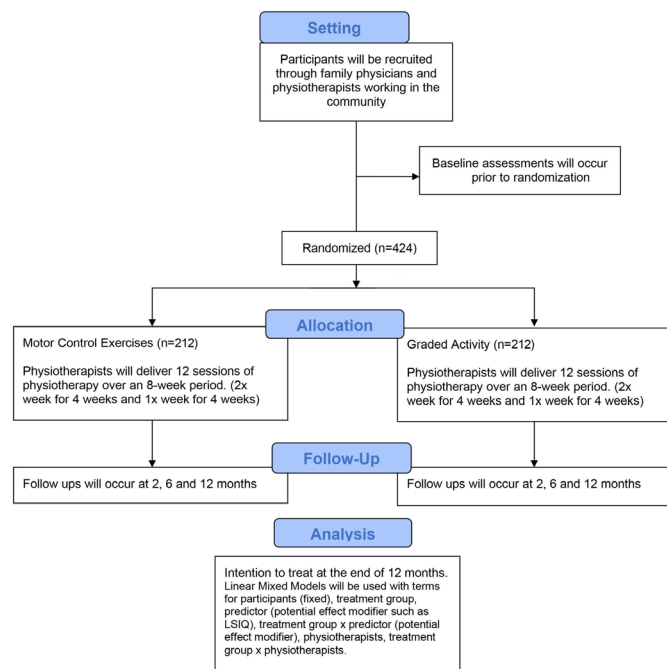 Setting
Participants will be recruited
through family physicians and
physiotherapists working in the
community
Baseline assessments will occur
prior to randomization
Randomized (n=424)
Allocation
Motor Control Exercises (n=212)
Physiotherapists will deliver 12 sessions of
physiotherapy over an 8-week period. (2x
week for 4 weeks and 1x week for 4 weeks)
Graded Activity (n=212)
Physiotherapists will deliver 12 sessions of
physiotherapy over an 8-week period. (2x
week for 4 weeks and 1x week for 4 weeks)
Follow-Up
Follow ups will occur at 2, 6 and 12 months
Follow ups will occur at 2, 6 and 12 months
Analysis
Intention to treat at the end of 12 months.
Linear Mixed Models will be used with terms
for participants (fixed), treatment group,
predictor (potential effect modifier such as
LSIQ), treatment group x predictor (potential
effect modifier), physiotherapists, treatment
group x physiotherapists.